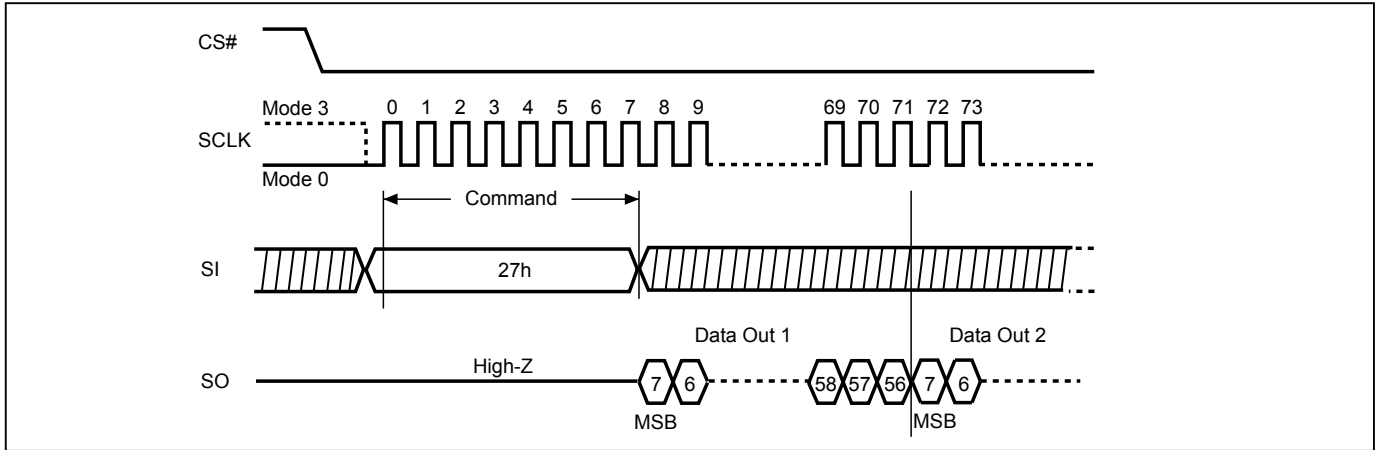 CS#
Mode 3 0 1 2 3 4 5 6 7 8 9 69 70 71 72 73
SCLK
Mode 0
Command
SI 27h
Data Out 1 Data Out 2
SO High-Z 7 6 58 57 56 7 6
MSB MSB